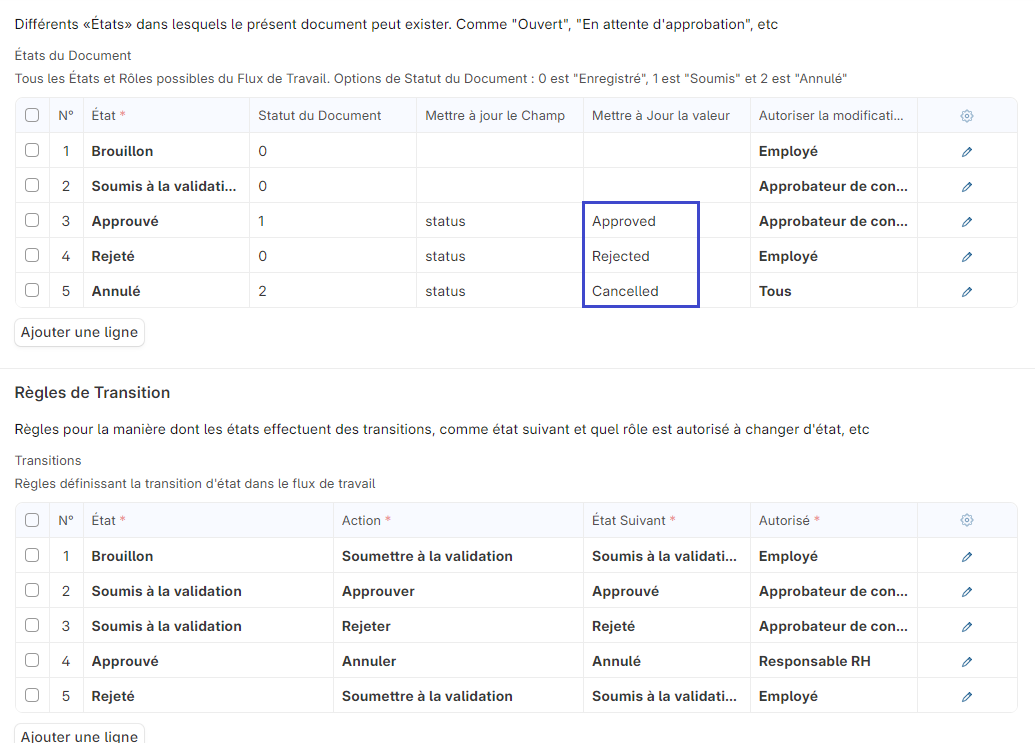 Différents «États» dans lesquels le présent document peut exister. Comme "Ouvert", "En attente d'approbation", etc
États du Document
Tous les États et Rôles possibles du Flux de Travail. Options de Statut du Document : 0 est "Enregistré", 1 est "Soumis" et 2 est "Annulé"
N° État * Statut du Document Mettre à jour le Champ Mettre à Jour la valeur Autoriser la modificati...
1 Brouillon 0 Employé
2 Soumis à la validati... 0 Approbateur de con...
3 Approuvé 1 status Approved Approbateur de con...
4 Rejeté 0 status Rejected Employé
5 Annulé 2 status Cancelled Tous
Ajouter une ligne
Règles de Transition
Règles pour la manière dont les états effectuent des transitions, comme état suivant et quel rôle est autorisé à changer d'état, etc
Transitions
Règles définissant la transition d'état dans le flux de travail
N° État * Action * État Suivant * Autorisé *
1 Brouillon Soumettre à la validation Soumis à la validati... Employé
2 Soumis à la validation Approuver Approuvé Approbateur de con...
3 Soumis à la validation Rejeter Rejeté Approbateur de con...
4 Approuvé Annuler Annulé Responsable RH
5 Rejeté Soumettre à la validation Soumis à la validati... Employé
Ajouter une ligne